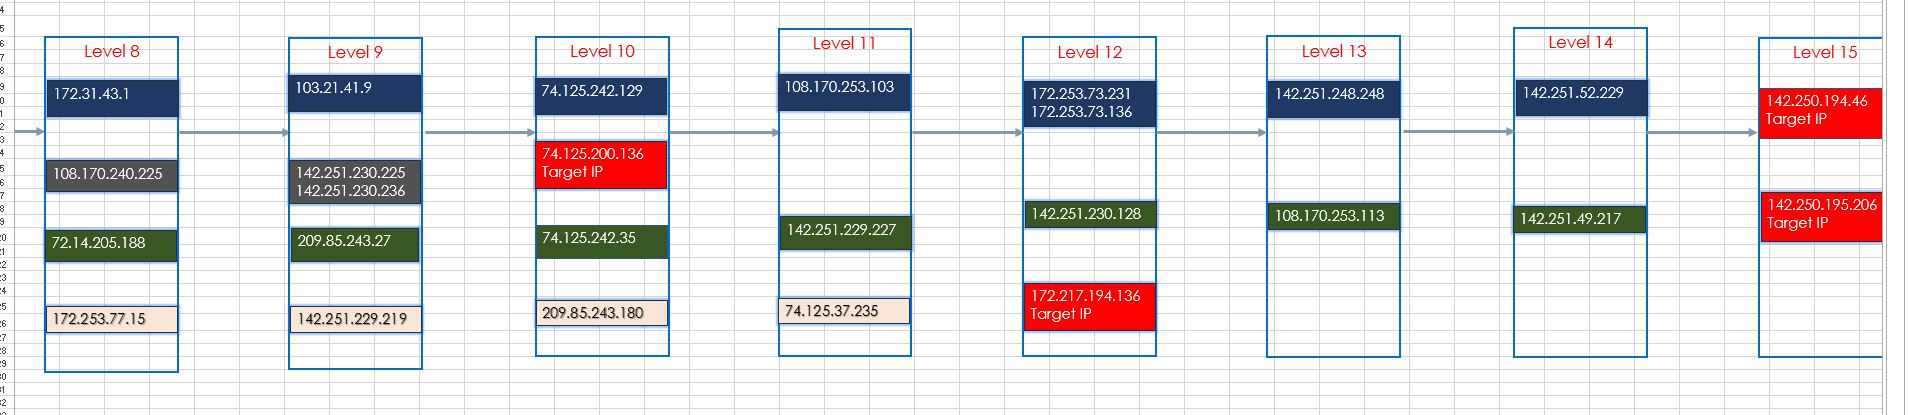 Level 8
172.31.43.1
108.170.240.225
72.14.205.188
172.253.77.15
Level 9
103.21.41.9
142.251.230.225
142.251.230.236
209.85.243.27
142.251.229.219
Level 10
74.125.242.129
74.125.200.136
Target IP
74.125.242.35
209.85.243.180
Level 11
108.170.253.103
142.251.229.227
74.125.37.235
Level 12
172.253.73.231
172.253.73.136
142.251.230.128
172.217.194.136
Target IP
Level 13
142.251.248.248
108.170.253.113
Level 14
142.251.52.229
142.251.49.217
Level 15
142.250.194.46
Target IP
142.250.195.206
Target IP